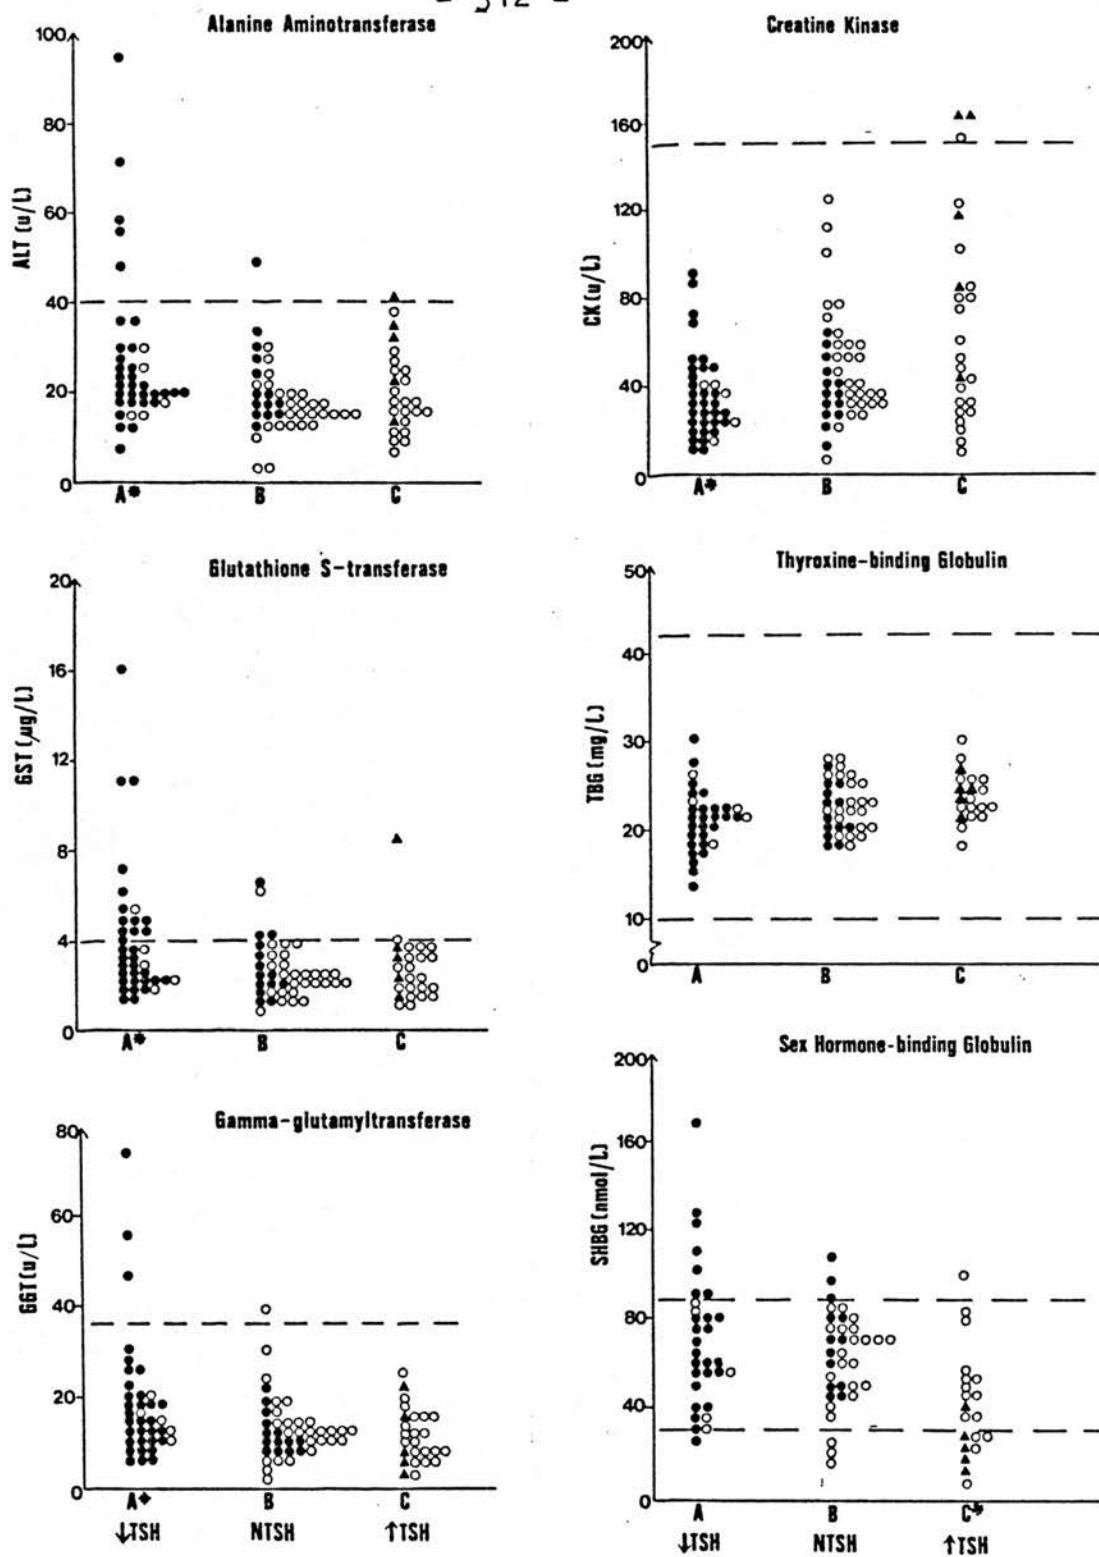 - 312 -
Alanine Aminotransferase
100
80
60
40
20
0
ALT (u/L)
A* B C
Creatine Kinase
200
160
120
80
40
0
CK (u/L)
A* B C
Glutathione S-transferase
20
16
12
8
4
0
GST (µg/L)
A* B C
Thyroxine-binding Globulin
50
40
30
20
10
0
TBG (mg/L)
A B C
Gamma-glutamyltransferase
80
60
40
20
0
GGT (u/L)
A* B C
↓TSH NTSH ↑TSH
Sex Hormone-binding Globulin
200
160
120
80
40
0
SHBG (nmol/L)
A B C*
↓TSH NTSH ↑TSH